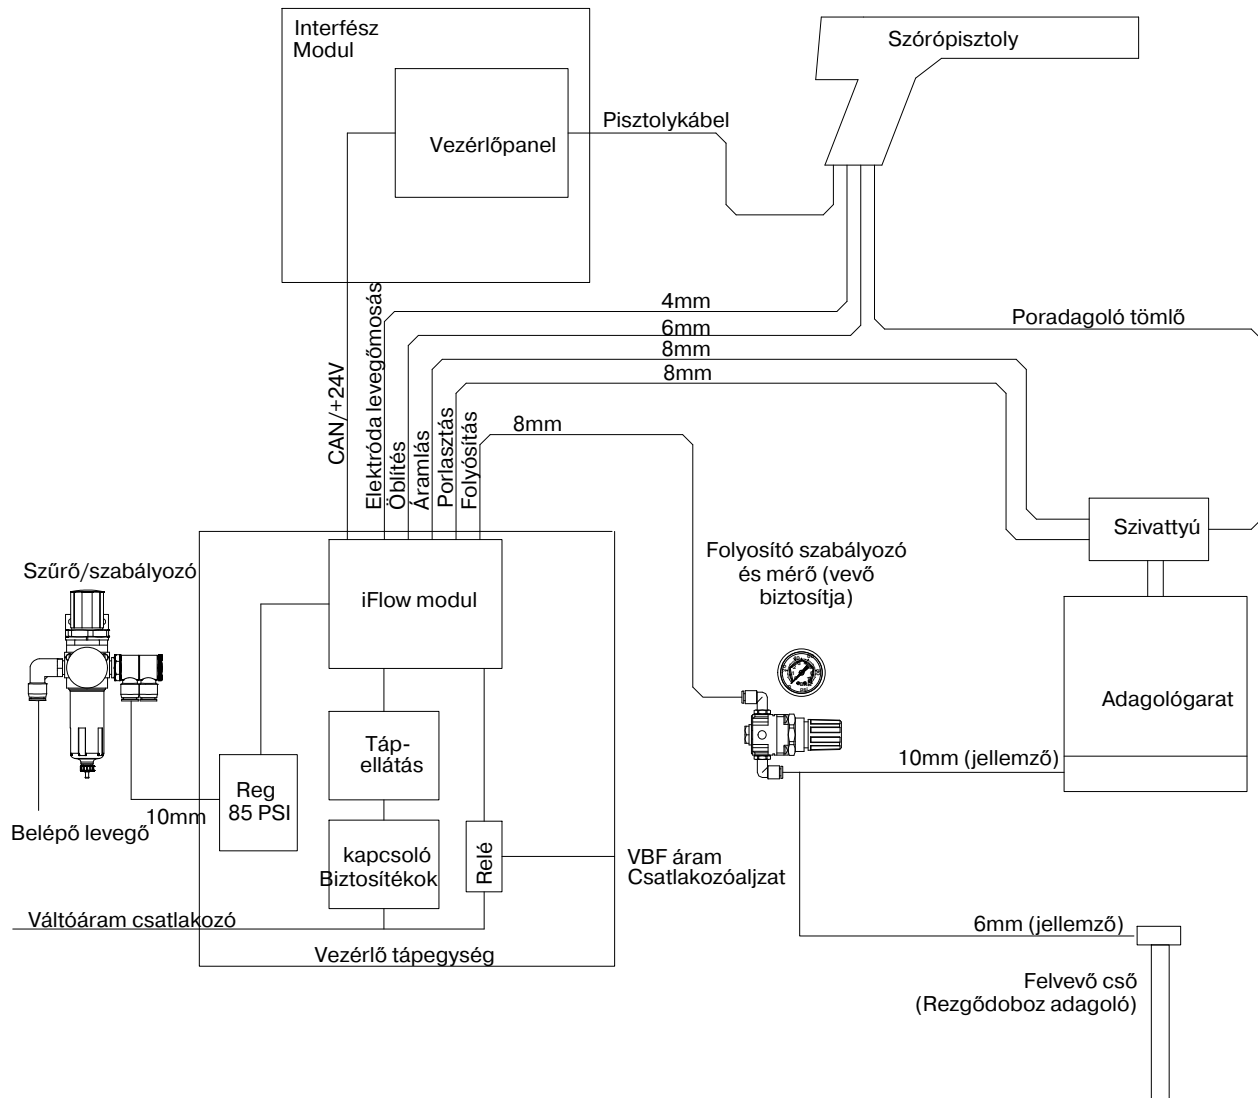 Interfész
Modul
Szórópisztoly
Vezérlőpanel
Pisztolykábel
4mm
6mm
8mm
8mm
Poradagoló tömlő
CAN/+24V
Elektróda levegőmosás
Öblítés
Áramlás
Porlasztás
Folyósítás
8mm
Szivattyú
Szűrő/szabályozó
iFlow modul
Folyosító szabályozó
és mérő (vevő
biztosítja)
Adagológarat
Táp-
ellátás
10mm (jellemző)
Reg
85 PSI
10mm
Belépő levegő
kapcsoló
Biztosítékok
Relé
VBF áram
Csatlakozóaljzat
Váltóáram csatlakozó
Vezérlő tápegység
6mm (jellemző)
Felvevő cső
(Rezgődoboz adagoló)